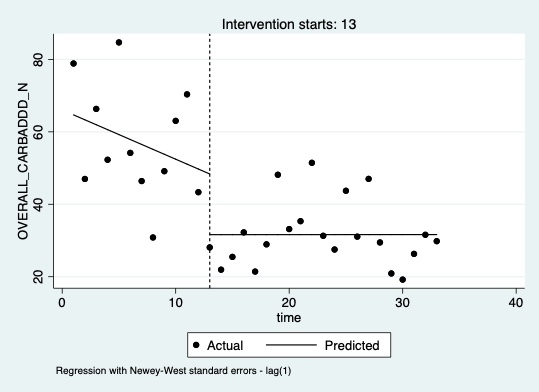 Intervention starts: 13
OVERALL_CARBADDD_N
80
60
40
20
0 10 20 30 40
time
Actual Predicted
Regression with Newey-West standard errors - lag(1)